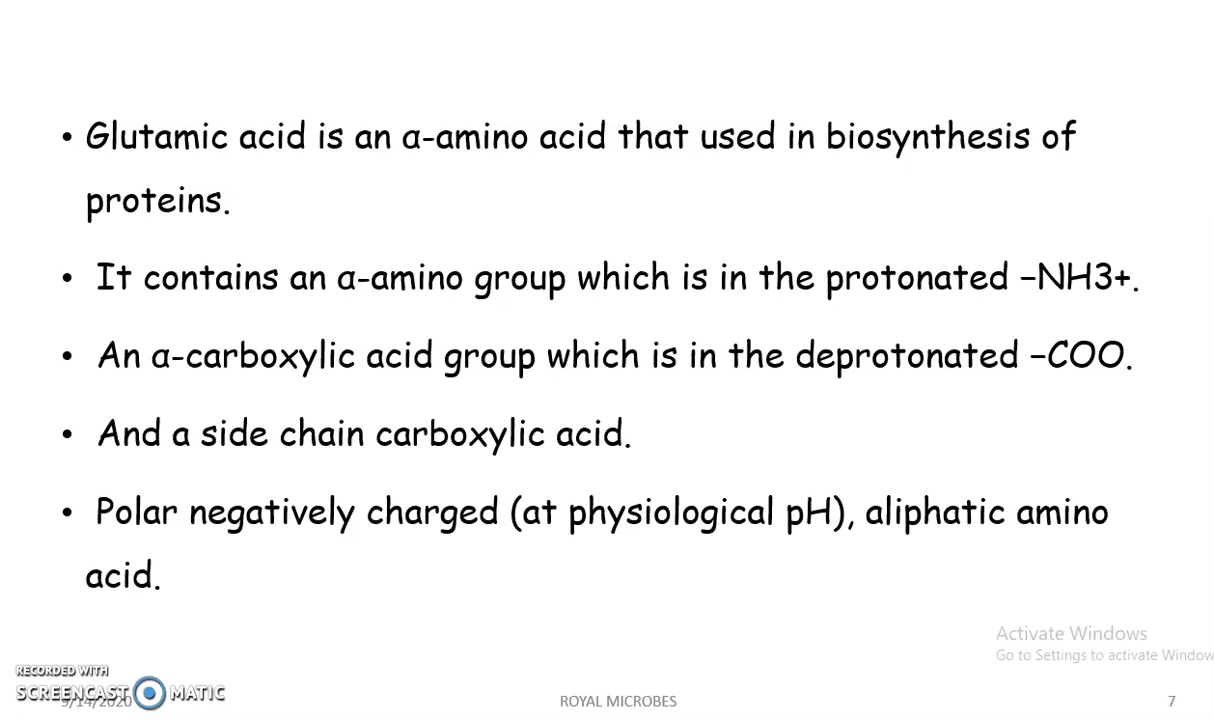 • Glutamic acid is an α-amino acid that used in biosynthesis of
proteins.
• It contains an α-amino group which is in the protonated −NH3+.
• An α-carboxylic acid group which is in the deprotonated −COO.
• And a side chain carboxylic acid.
• Polar negatively charged (at physiological pH), aliphatic amino
acid.
Activate Windows
Go to Settings to activate Window
RECORDED WITH
SCREENCAST MATIC
9/14/2020
ROYAL MICROBES
7